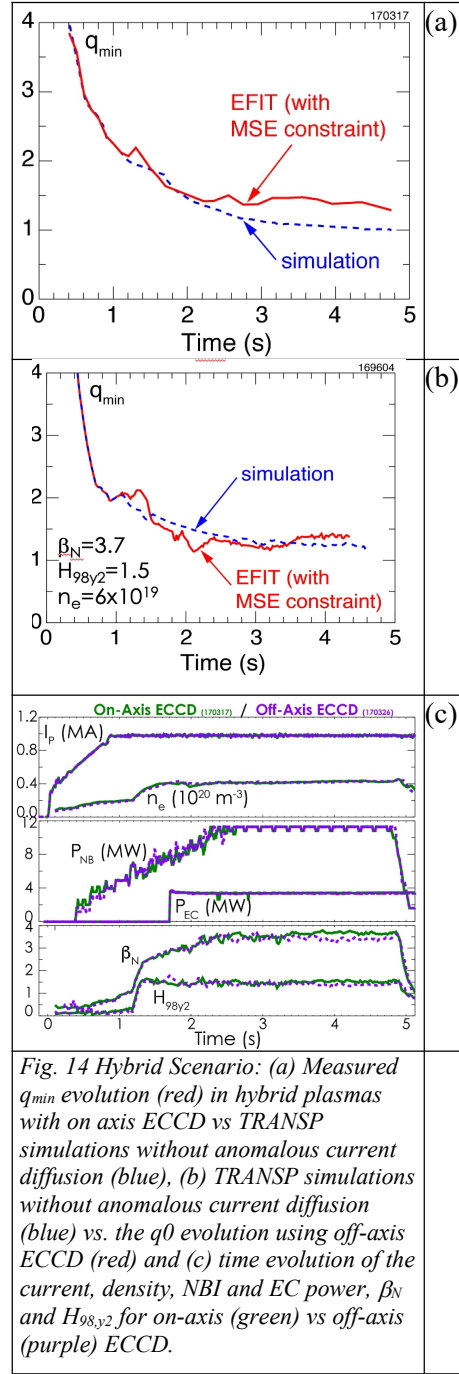 170317
(a)
4
q_min
3
EFIT (with
MSE constraint)
2
1
simulation
0
0 1 2 3 4 5
Time (s)
169604
(b)
4
q_min
3
simulation
2
β_N=3.7
H_98y2=1.5
n_e=6x10^19
1
EFIT (with
MSE constraint)
0
0 1 2 3 4 5
Time (s)
On-Axis ECCD (170317) / Off-Axis ECCD (170326)
(c)
1.2
I_P (MA)
0.8
0.4
n_e (10^20 m^-3)
0.0
12
P_NB (MW)
8
4
P_EC (MW)
0
4
3
β_N
2
H_98y2
1
0
0 1 2 3 4 5
Time (s)
Fig. 14 Hybrid Scenario: (a) Measured
q_min evolution (red) in hybrid plasmas
with on axis ECCD vs TRANSP
simulations without anomalous current
diffusion (blue), (b) TRANSP simulations
without anomalous current diffusion
(blue) vs. the q0 evolution using off-axis
ECCD (red) and (c) time evolution of the
current, density, NBI and EC power, β_N
and H_98,y2 for on-axis (green) vs off-axis
(purple) ECCD.